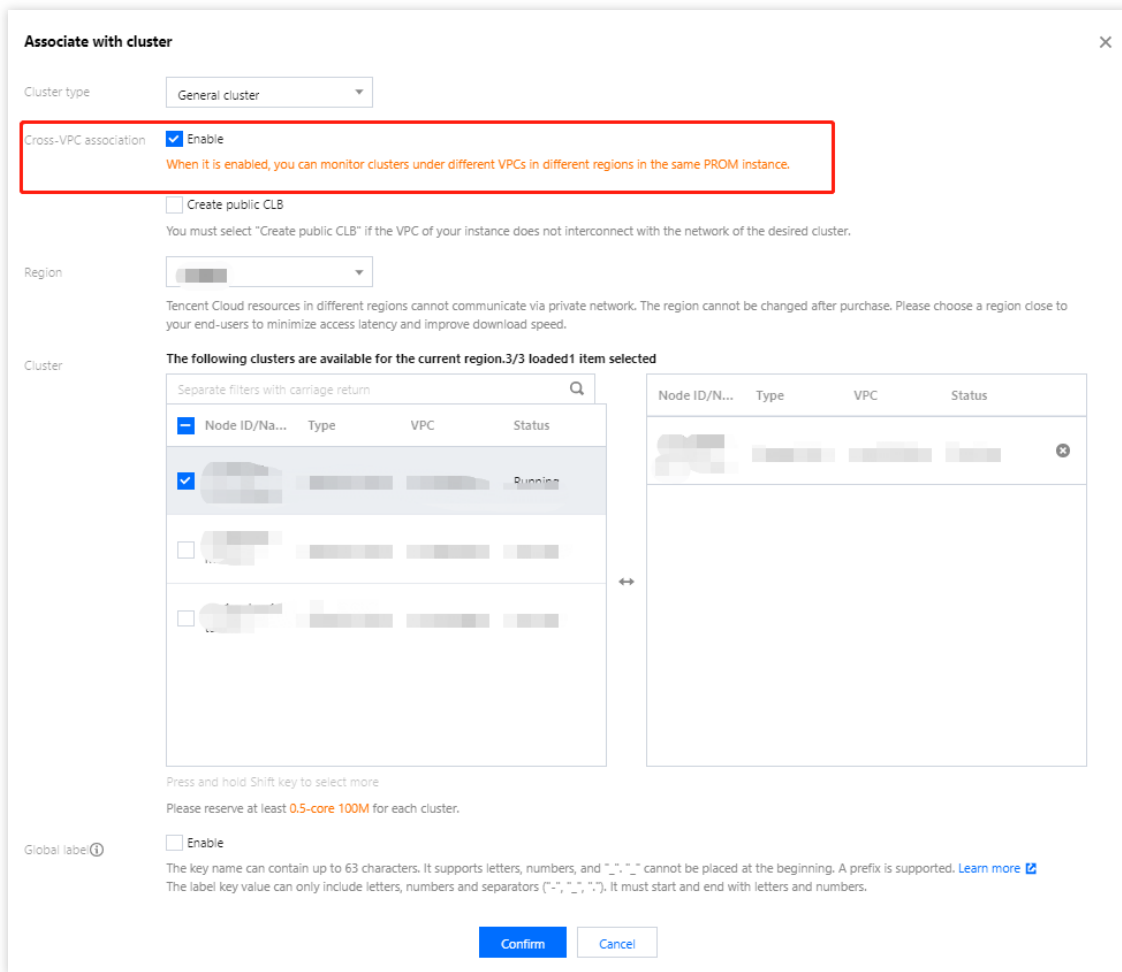 Associate with cluster
Cluster type
General cluster
Cross-VPC association
Enable
When it is enabled, you can monitor clusters under different VPCs in different regions in the same PROM instance.
Create public CLB
You must select "Create public CLB" if the VPC of your instance does not interconnect with the network of the desired cluster.
Region
Tencent Cloud resources in different regions cannot communicate via private network. The region cannot be changed after purchase. Please choose a region close to
your end-users to minimize access latency and improve download speed.
Cluster
The following clusters are available for the current region.3/3 loaded1 item selected
Separate filters with carriage return
Node ID/Na... Type VPC Status
Running
Node ID/N... Type VPC Status
Press and hold Shift key to select more
Please reserve at least 0.5-core 100M for each cluster.
Global label
Enable
The key name can contain up to 63 characters. It supports letters, numbers, and "_". "_" cannot be placed at the beginning. A prefix is supported. Learn more
The label key value can only include letters, numbers and separators ("-", "_", "."). It must start and end with letters and numbers.
Confirm
Cancel